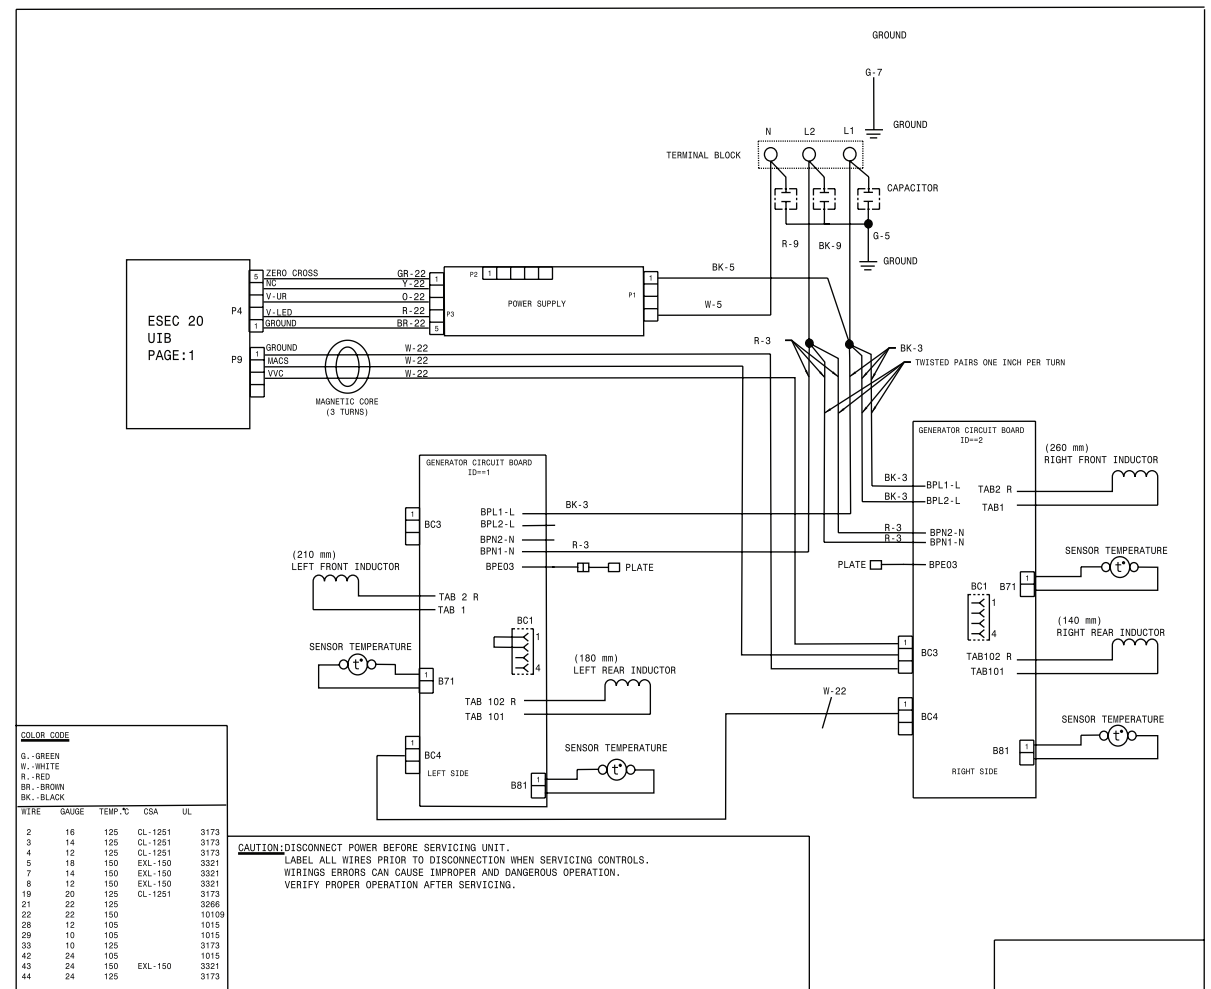 GROUND
G-7
GROUND
N L2 L1
TERMINAL BLOCK
CAPACITOR
R-9 BK-9 G-5
GROUND
ESEC 20
UIB
PAGE:1
P4
5
1
ZERO CROSS GR-22
NC Y-22
V-UR O-22
V-LED R-22
GROUND BR-22
P9
1
GROUND W-22
MACS W-22
VVC W-22
MAGNETIC CORE
(3 TURNS)
1
P3
5
P2 1
POWER SUPPLY
P1
1
BK-5
W-5
R-3
BK-3
TWISTED PAIRS ONE INCH PER TURN
GENERATOR CIRCUIT BOARD
ID==1
1
BC3
BPL1-L BK-3
BPL2-L
BPN2-N
BPN1-N R-3
BPE03 PLATE
(210 mm)
LEFT FRONT INDUCTOR
TAB 2 R
TAB 1
BC1
1
4
SENSOR TEMPERATURE
t°
1
B71
(180 mm)
LEFT REAR INDUCTOR
TAB 102 R
TAB 101
1
BC4
LEFT SIDE
SENSOR TEMPERATURE
t°
B81 1
GENERATOR CIRCUIT BOARD
ID==2
BK-3 BPL1-L
BK-3 BPL2-L
R-3 BPN2-N
R-3 BPN1-N
PLATE BPE03
(260 mm)
RIGHT FRONT INDUCTOR
TAB2 R
TAB1
SENSOR TEMPERATURE
t°
B71 1
BC1
1
4
(140 mm)
RIGHT REAR INDUCTOR
1
BC3
TAB102 R
TAB101
W-22
1
BC4
SENSOR TEMPERATURE
t°
B81 1
RIGHT SIDE
COLOR CODE
G.-GREEN
W.-WHITE
R.-RED
BR.-BROWN
BK.-BLACK
WIRE GAUGE TEMP.°C CSA UL
2 16 125 CL-1251 3173
3 14 125 CL-1251 3173
4 12 125 CL-1251 3173
5 18 150 EXL-150 3321
7 14 150 EXL-150 3321
8 12 150 EXL-150 3321
19 20 125 CL-1251 3173
21 22 125 3266
22 22 150 10109
28 12 105 1015
29 10 105 1015
33 10 125 3173
42 24 105 1015
43 24 150 EXL-150 3321
44 24 125 3173
CAUTION:DISCONNECT POWER BEFORE SERVICING UNIT.
LABEL ALL WIRES PRIOR TO DISCONNECTION WHEN SERVICING CONTROLS.
WIRINGS ERRORS CAN CAUSE IMPROPER AND DANGEROUS OPERATION.
VERIFY PROPER OPERATION AFTER SERVICING.